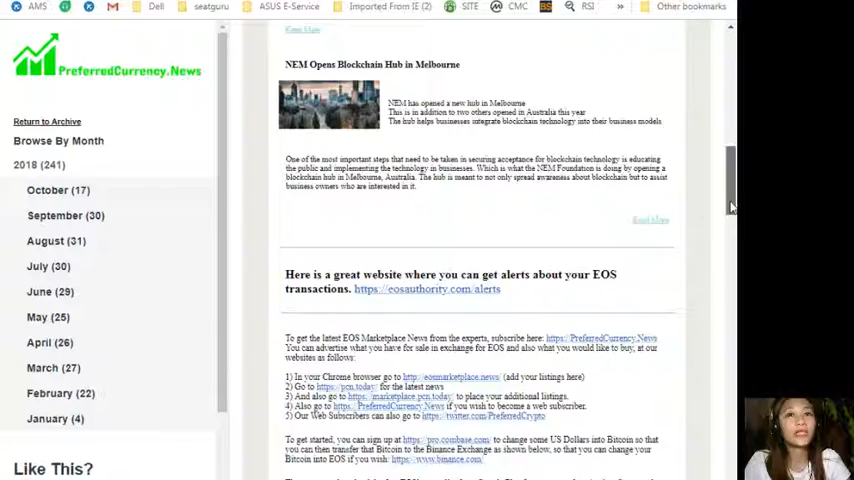 AMS
Dell
seatguru
ASUS E-Service
Imported From IE (2)
SITE
CMC
BS
RSI
»
Other bookmarks
PreferredCurrency.News
Return to Archive
Browse By Month
2018 (241)
October (17)
September (30)
August (31)
July (30)
June (29)
May (25)
April (26)
March (27)
February (22)
January (4)
Like This?
Read More
NEM Opens Blockchain Hub in Melbourne
NEM has opened a new hub in Melbourne
This is in addition to two others opened in Australia this year
The hub helps businesses integrate blockchain technology into their business models
One of the most important steps that need to be taken in securing acceptance for blockchain technology is educating
the public and implementing the technology in businesses. Which is what the NEM Foundation is doing by opening a
blockchain hub in Melbourne, Australia. The hub is meant to not only spread awareness about blockchain but to assist
business owners who are interested in it.
Read More
Here is a great website where you can get alerts about your EOS
transactions. https://eosauthority.com/alerts
To get the latest EOS Marketplace News from the experts, subscribe here: https://PreferredCurrency.News
You can advertise what you have for sale in exchange for EOS and also what you would like to buy, at our
websites as follows:
1) In your Chrome browser go to http://eosmarketplace.news/ (add your listings here)
2) Go to https://pcn.today/ for the latest news
3) And also go to https://marketplace.pcn.today/ to place your additional listings.
4) Also go to https://PreferredCurrency.News if you wish to become a web subscriber.
5) Our Web Subscribers can also go to https://twitter.com/PreferredCrypto
To get started, you can sign up at https://pro.coinbase.com/ to change some US Dollars into Bitcoin so that
you can then transfer that Bitcoin to the Binance Exchange as shown below, so that you can change your
Bitcoin into EOS if you wish: https://www.binance.com/